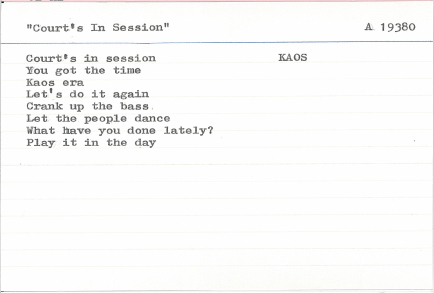 "Court's In Session" A 19380
Court's in session KAOS
You got the time
Kaos era
Let's do it again
Crank up the bass
Let the people dance
What have you done lately?
Play it in the day